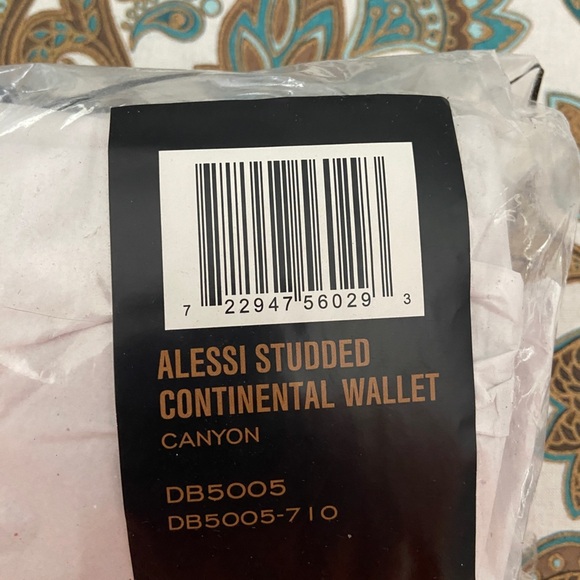 7 22947 56029 3
ALESSI STUDDED
CONTINENTAL WALLET
CANYON
DB5005
DB5005-710